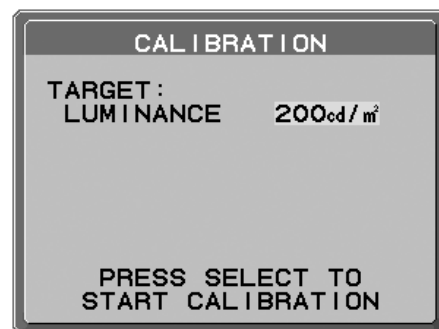 CALIBRATION
TARGET:
LUMINANCE 200cd/㎡
PRESS SELECT TO
START CALIBRATION